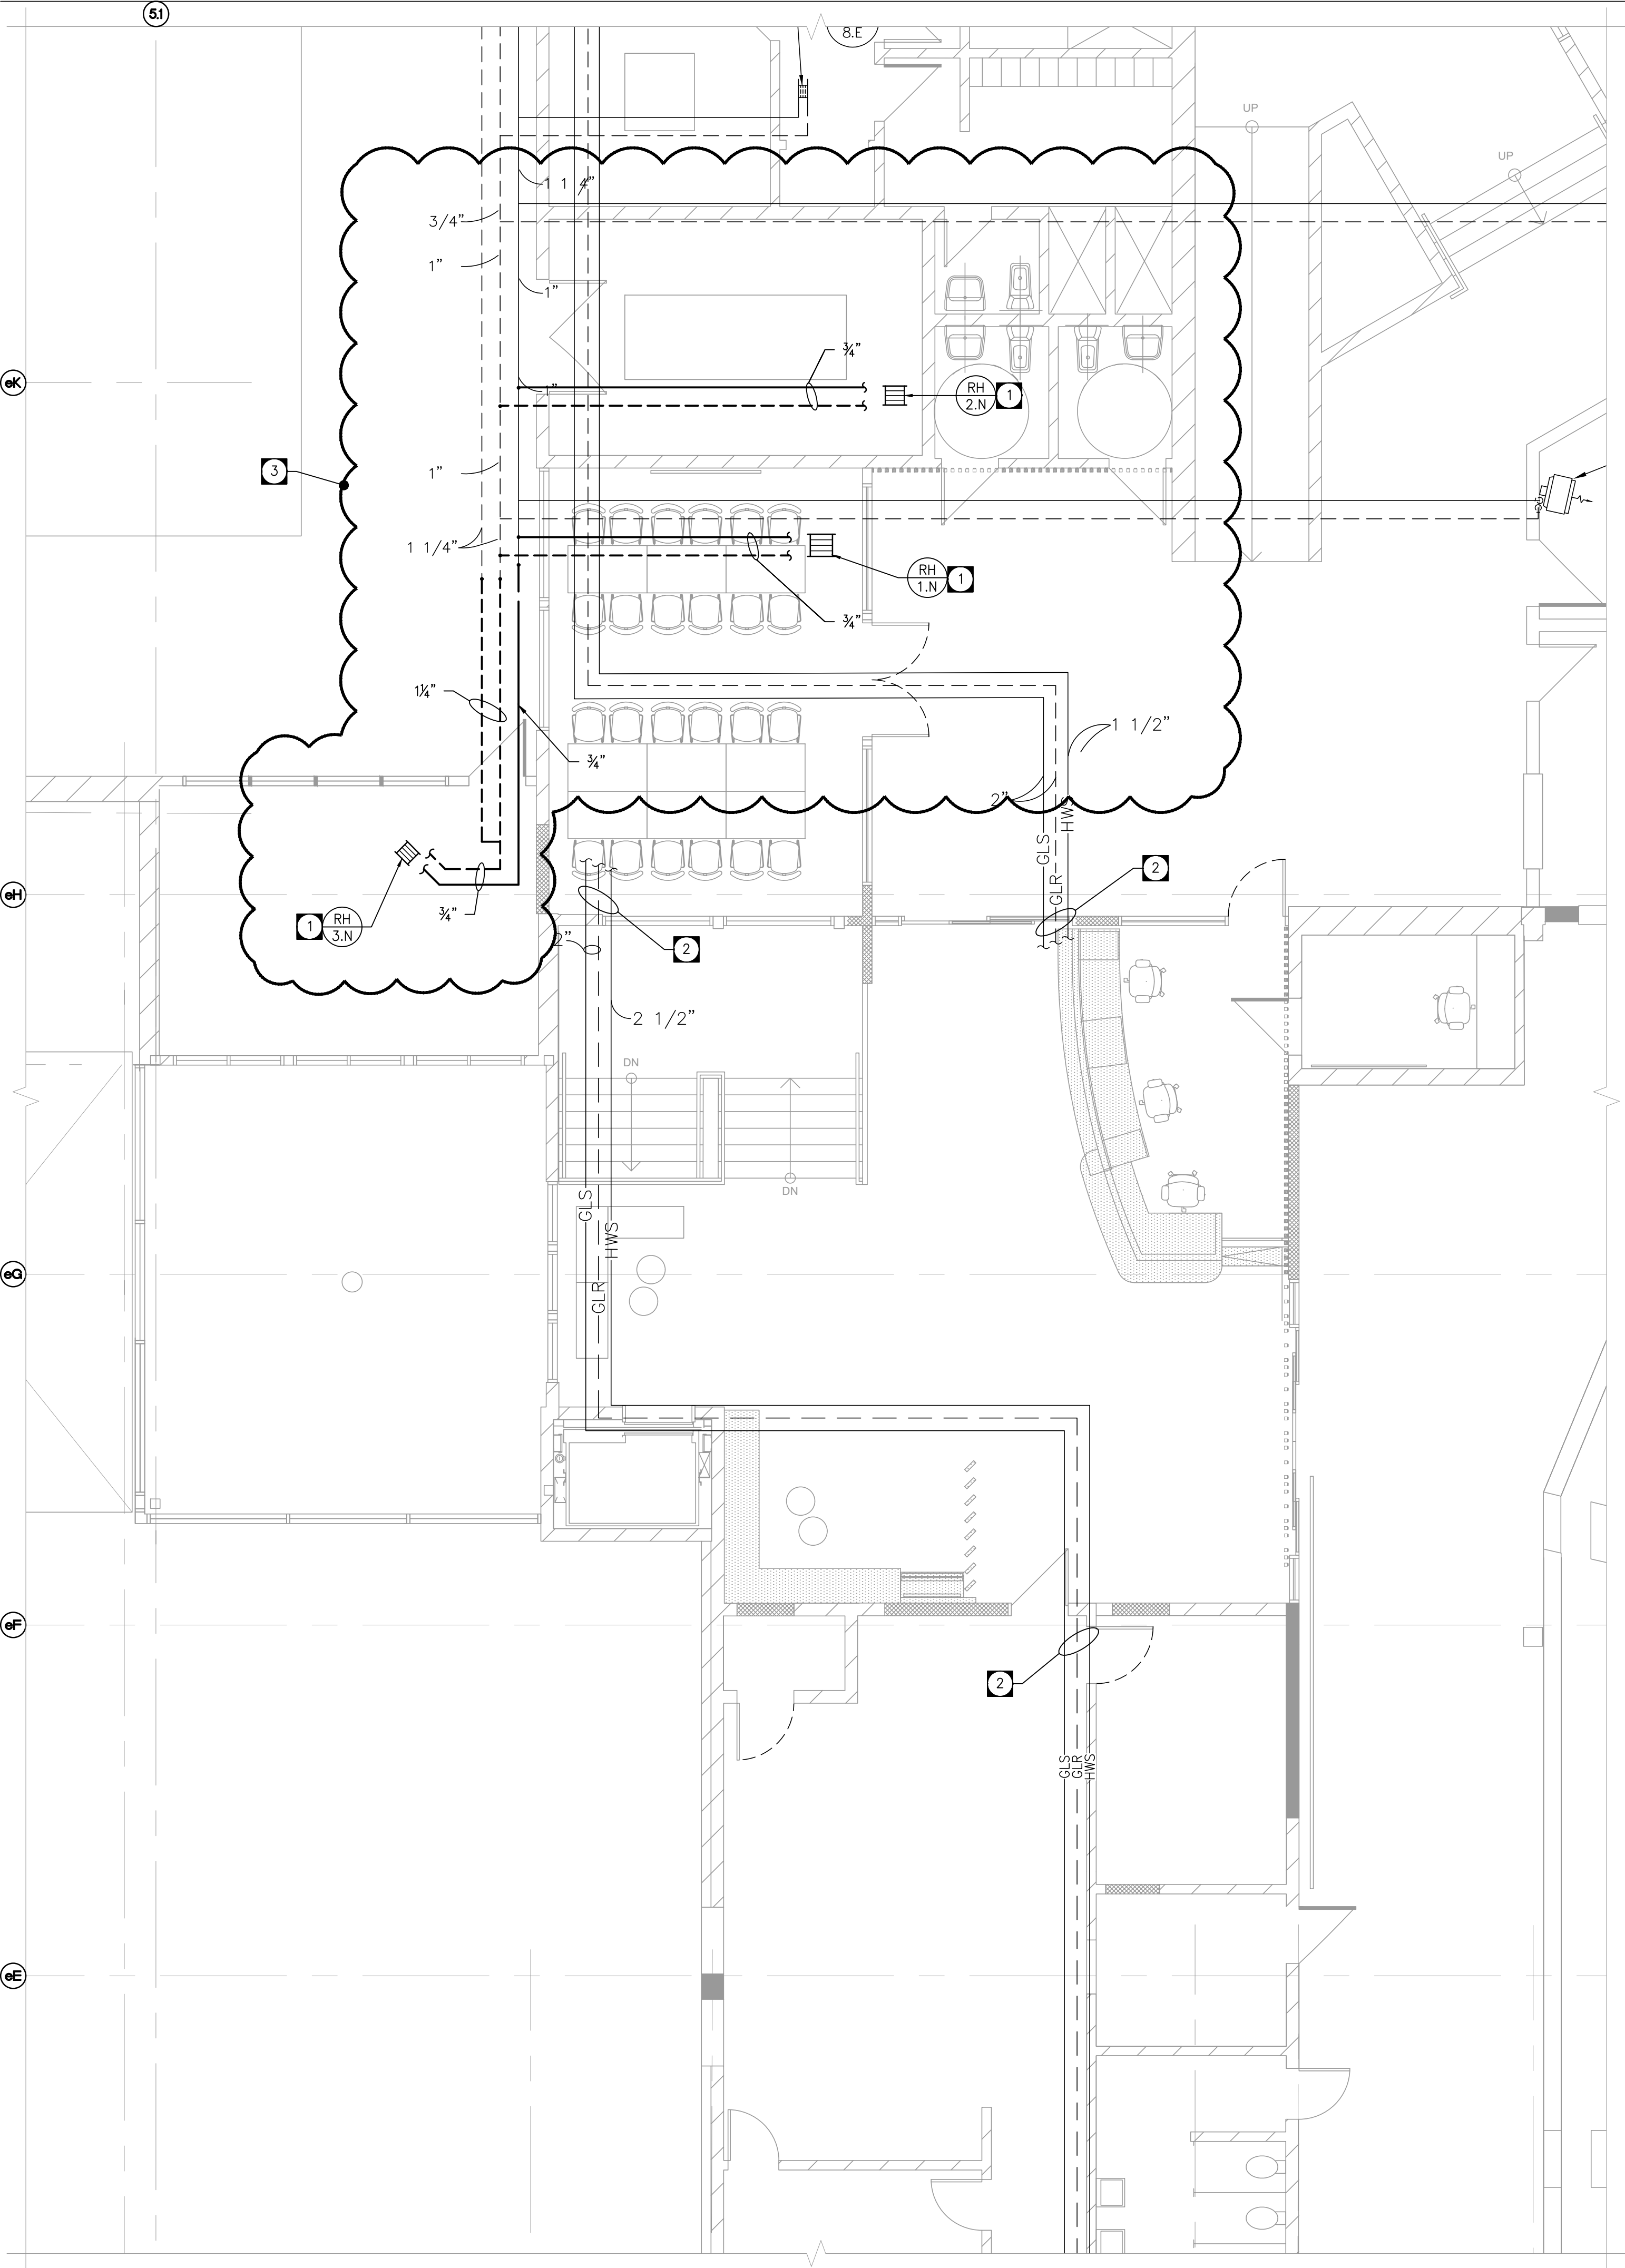 5.1
8.E
UP
UP
1 1/4"
3/4"
1"
1"
3/4"
eK
1"
RH
2.N
1
3
1"
1 1/4"
RH
1.N
1
3/4"
1 1/4"
1 1/2"
3/4"
2"
HWS
GLS
GLR
2
eH
3/4"
1
RH
3.N
2"
2
2 1/2"
DN
DN
GLS
HWS
GLR
eG
eF
2
GLS
GLR
HWS
eE